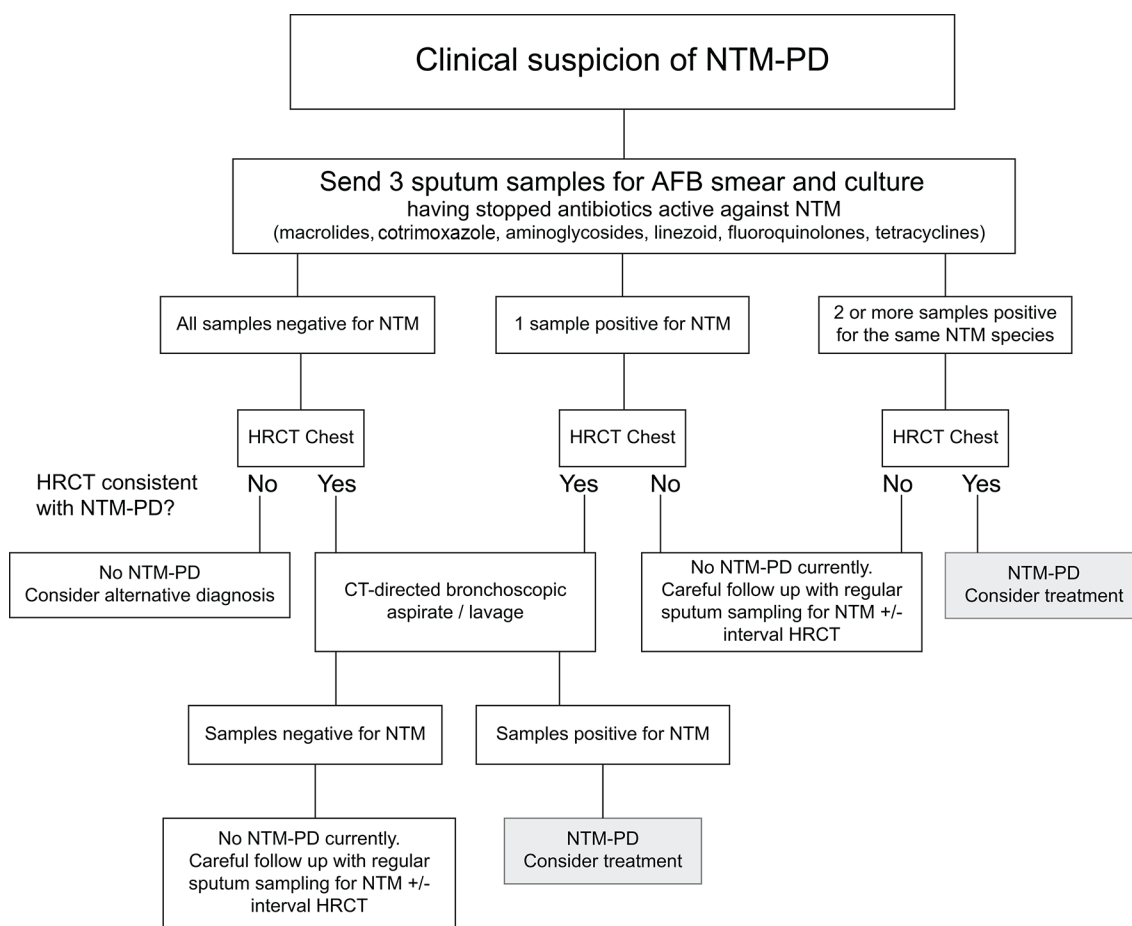 Clinical suspicion of NTM-PD
Send 3 sputum samples for AFB smear and culture
having stopped antibiotics active against NTM
(macrolides, cotrimoxazole, aminoglycosides, linezoid, fluoroquinolones, tetracyclines)
All samples negative for NTM
1 sample positive for NTM
2 or more samples positive
for the same NTM species
HRCT Chest
HRCT Chest
HRCT Chest
HRCT consistent
with NTM-PD?
No
Yes
Yes
No
No
Yes
No NTM-PD
Consider alternative diagnosis
CT-directed bronchoscopic
aspirate / lavage
No NTM-PD currently.
Careful follow up with regular
sputum sampling for NTM +/-
interval HRCT
NTM-PD
Consider treatment
Samples negative for NTM
Samples positive for NTM
No NTM-PD currently.
Careful follow up with regular
sputum sampling for NTM +/-
interval HRCT
NTM-PD
Consider treatment